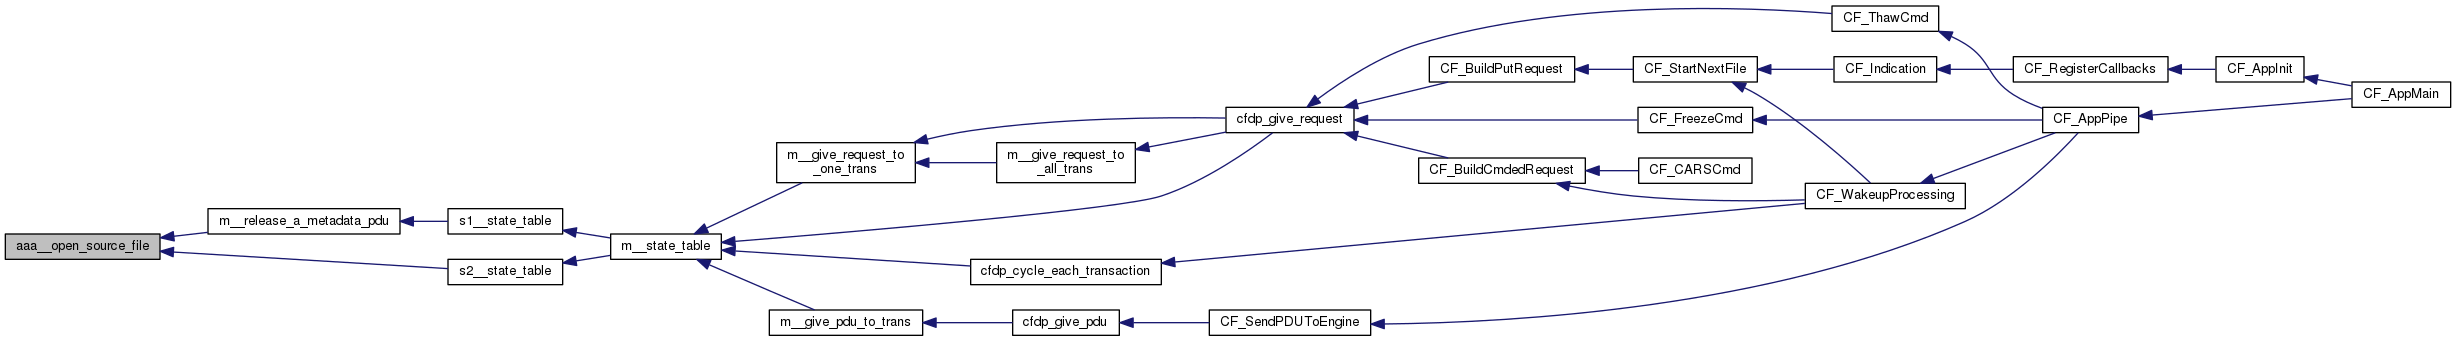 aaa__open_source_file
m__release_a_metadata_pdu
s1__state_table
s2__state_table
m__state_table
m__give_request_to
_one_trans
m__give_request_to
_all_trans
cfdp_give_request
cfdp_cycle_each_transaction
m__give_pdu_to_trans
cfdp_give_pdu
CF_SendPDUToEngine
CF_ThawCmd
CF_BuildPutRequest
CF_StartNextFile
CF_Indication
CF_RegisterCallbacks
CF_AppInit
CF_AppMain
CF_FreezeCmd
CF_AppPipe
CF_BuildCmdedRequest
CF_CARSCmd
CF_WakeupProcessing